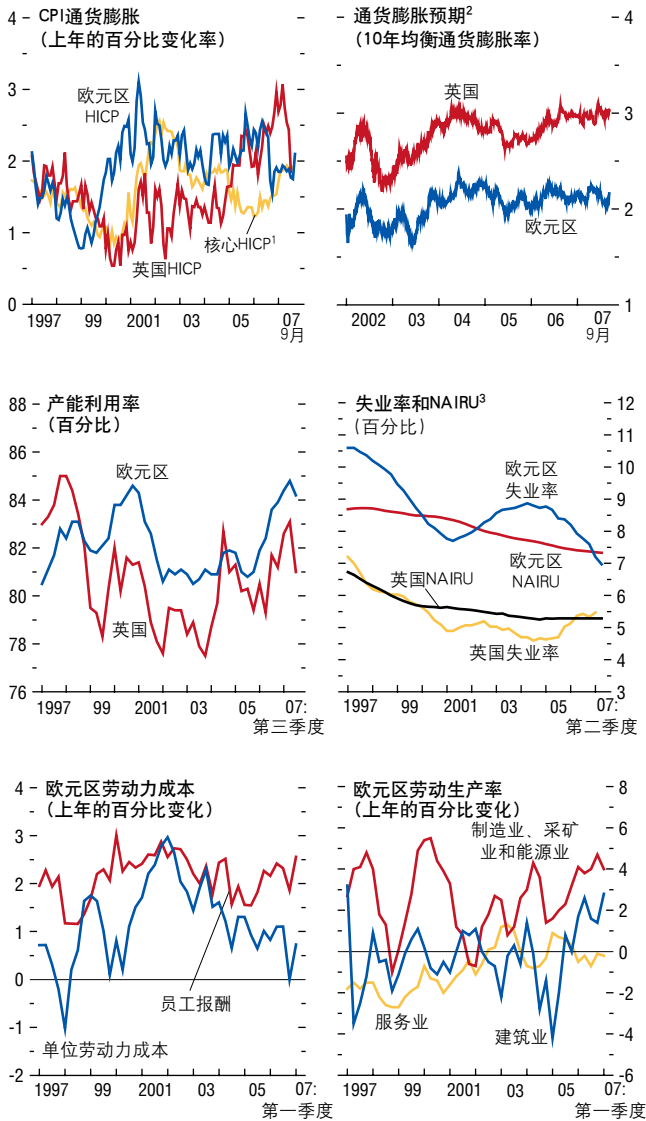 CPI通货膨胀
(上年的百分比变化率)
4
3
2
1
0
欧元区
HICP
核心HICP¹
英国HICP
1997 99 2001 03 05 07
9月
通货膨胀预期²
(10年均衡通货膨胀率)
4
3
2
1
英国
欧元区
2002 03 04 05 06 07
9月
产能利用率
(百分比)
88
86
84
82
80
78
76
欧元区
英国
1997 99 2001 03 05 07:
第三季度
失业率和NAIRU³
(百分比)
12
11
10
9
8
7
6
5
4
3
欧元区
失业率
欧元区
NAIRU
英国NAIRU
英国失业率
1997 99 2001 03 05 07:
第二季度
欧元区劳动力成本
(上年的百分比变化)
4
3
2
1
0
-1
-2
员工报酬
单位劳动力成本
1997 99 2001 03 05 07:
第一季度
欧元区劳动生产率
(上年的百分比变化)
8
6
4
2
0
-2
-4
-6
制造业、采矿
业和能源业
服务业
建筑业
1997 99 2001 03 05 07:
第一季度